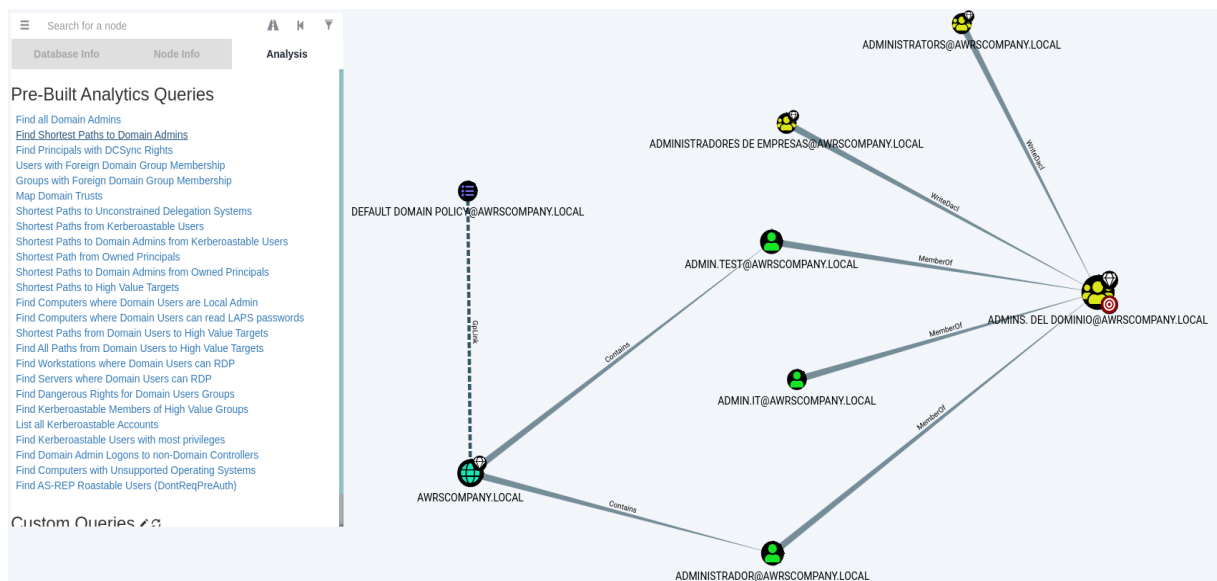 Search for a node
Database Info
Node Info
Analysis
Pre-Built Analytics Queries
Find all Domain Admins
Find Shortest Paths to Domain Admins
Find Principals with DCSync Rights
Users with Foreign Domain Group Membership
Groups with Foreign Domain Group Membership
Map Domain Trusts
Shortest Paths to Unconstrained Delegation Systems
Shortest Paths from Kerberoastable Users
Shortest Paths to Domain Admins from Kerberoastable Users
Shortest Path from Owned Principals
Shortest Paths to Domain Admins from Owned Principals
Shortest Paths to High Value Targets
Find Computers where Domain Users are Local Admin
Find Computers where Domain Users can read LAPS passwords
Shortest Paths from Domain Users to High Value Targets
Find All Paths from Domain Users to High Value Targets
Find Workstations where Domain Users can RDP
Find Servers where Domain Users can RDP
Find Dangerous Rights for Domain Users Groups
Find Kerberoastable Members of High Value Groups
List all Kerberoastable Accounts
Find Kerberoastable Users with most privileges
Find Domain Admin Logons to non-Domain Controllers
Find Computers with Unsupported Operating Systems
Find AS-REP Roastable Users (DontReqPreAuth)
Custom Queries
ADMINISTRATORS@AWRSCOMPANY.LOCAL
WriteDacl
ADMINISTRADORES DE EMPRESAS@AWRSCOMPANY.LOCAL
WriteDacl
DEFAULT DOMAIN POLICY@AWRSCOMPANY.LOCAL
ADMIN.TEST@AWRSCOMPANY.LOCAL
MemberOf
ADMINS. DEL DOMINIO@AWRSCOMPANY.LOCAL
GpLink
MemberOf
Contains
ADMIN.IT@AWRSCOMPANY.LOCAL
MemberOf
AWRSCOMPANY.LOCAL
Contains
ADMINISTRADOR@AWRSCOMPANY.LOCAL